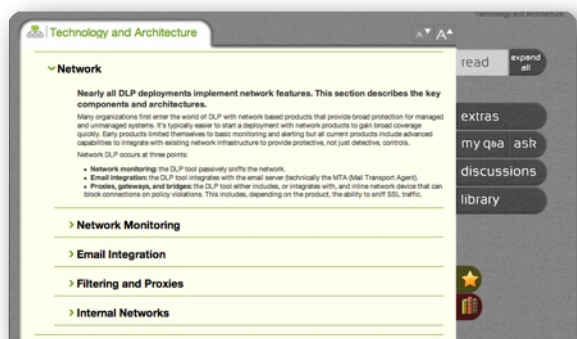 Technology and Architecture
Technology and Architecture
A A
read
expand
all
Network
Nearly all DLP deployments implement network features. This section describes the key
components and architectures.
Many organizations first enter the world of DLP with network based products that provide broad protection for managed
and unmanaged systems. It's typically easier to start a deployment with network products to gain broad coverage
quickly. Early products limited themselves to basic monitoring and alerting but all current products include advanced
capabilities to integrate with existing network infrastructure to provide protective, not just detective, controls.
Network DLP occurs at three points:
• Network monitoring: the DLP tool passively sniffs the network.
• Email integration: the DLP tool integrates with the email server (technically the MTA (Mail Transport Agent).
• Proxies, gateways, and bridges: the DLP tool either includes, or integrates with, and inline network device that can
block connections on policy violations. This includes, depending on the product, the ability to sniff SSL traffic.
extras
my q&a ask
discussions
library
Network Monitoring
Email Integration
Filtering and Proxies
Internal Networks